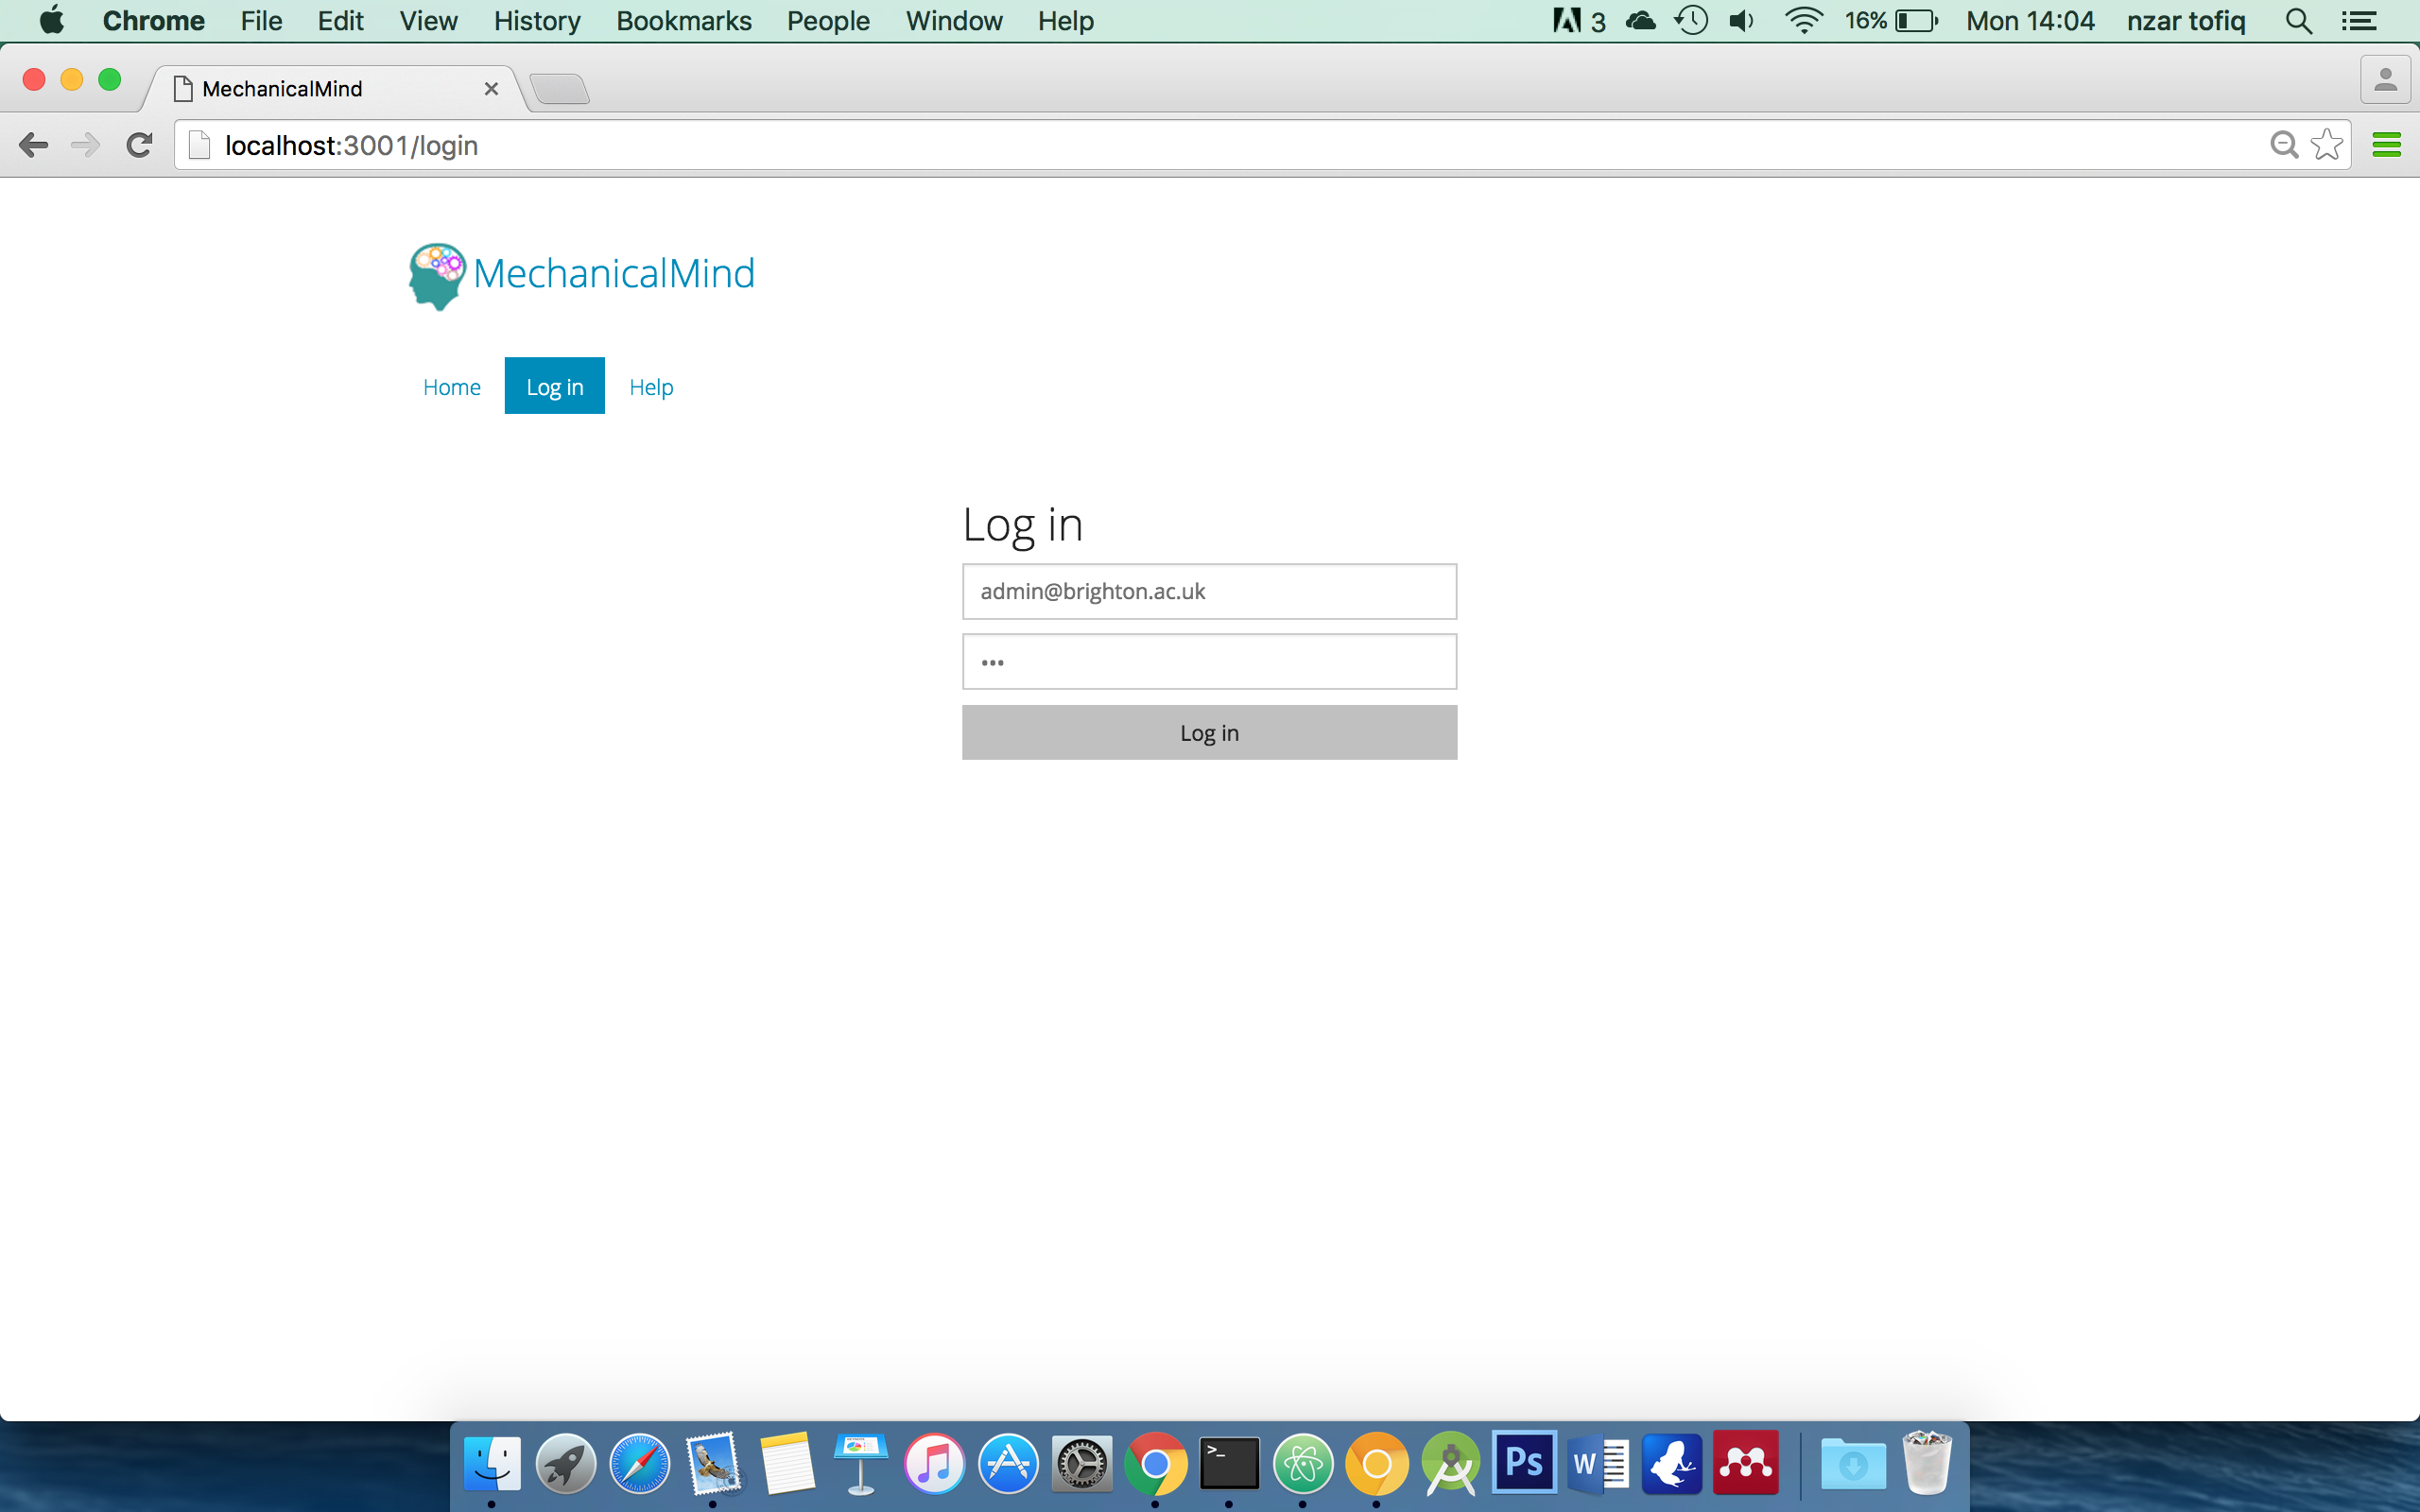 Chrome File Edit View History Bookmarks People Window Help 3 16% Mon 14:04 nzar tofiq
MechanicalMind
localhost:3001/login
MechanicalMind
Home Log in Help
Log in
admin@brighton.ac.uk
•••
Log in
>_ Ps W